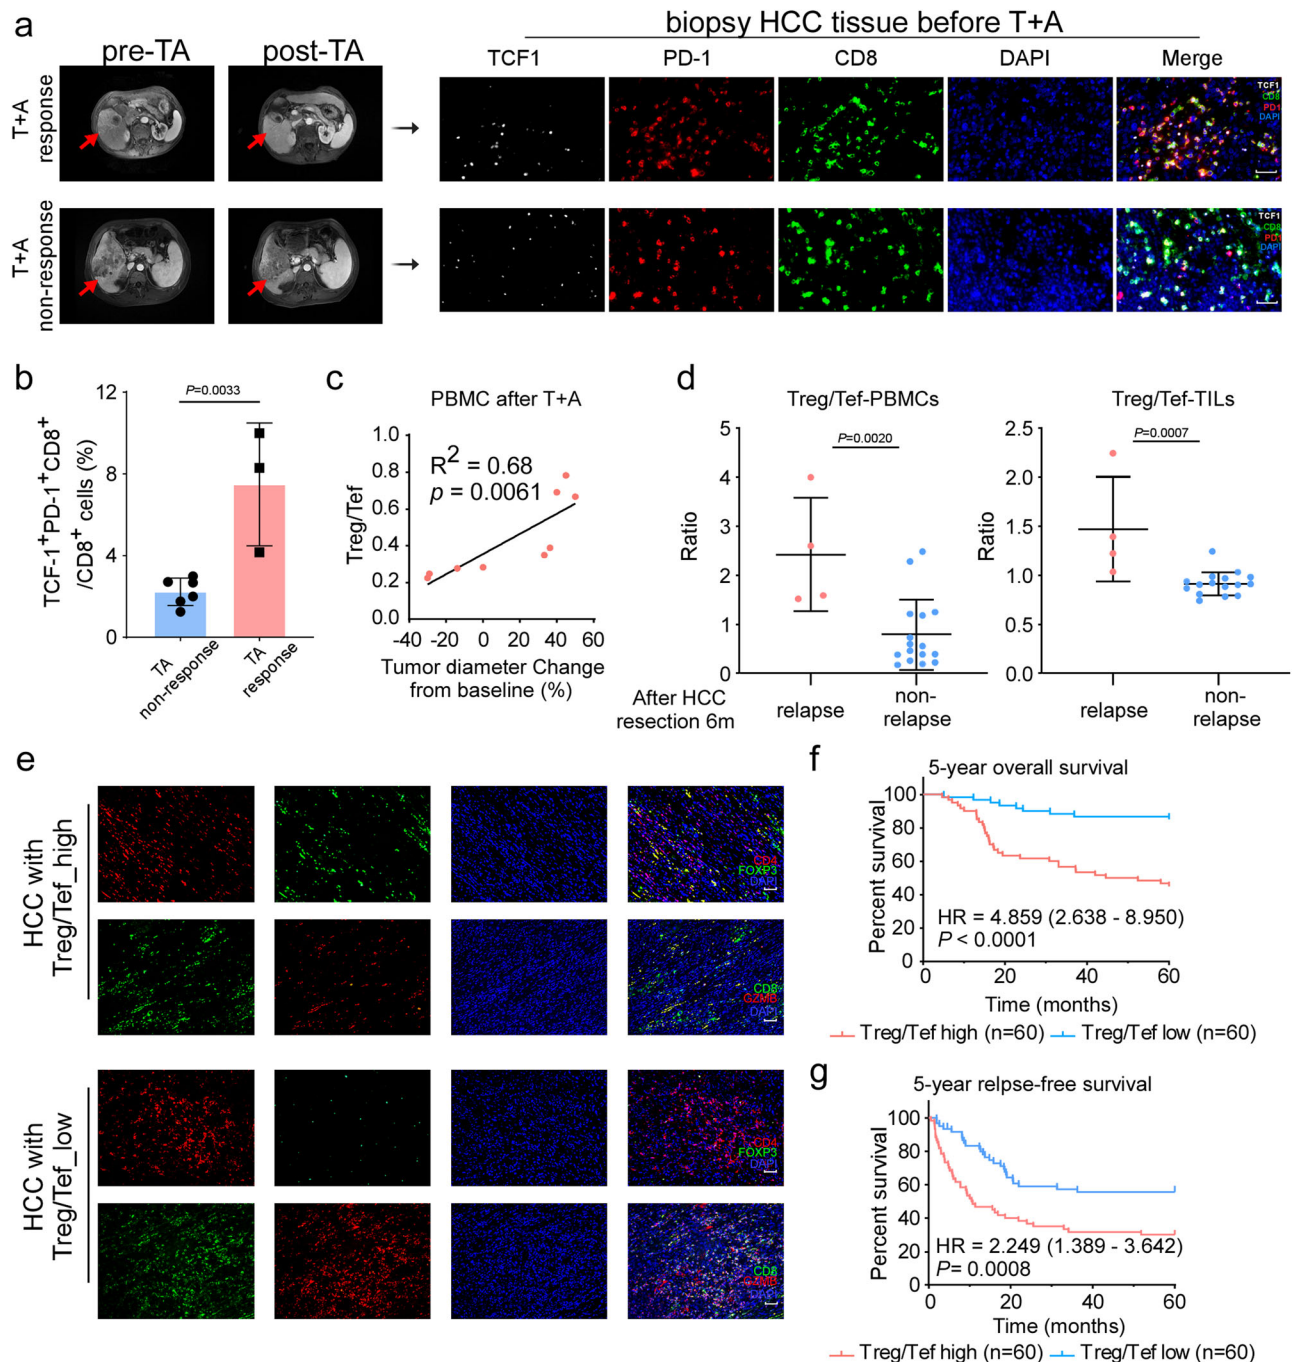 a
biopsy HCC tissue before T+A
pre-TA post-TA
TCF1 PD-1 CD8 DAPI Merge
T+A
response
TCF1
CD8
PD1
DAPI
T+A
non-response
TCF1
CD8
PD1
DAPI
b
P=0.0033
TCF-1+PD-1+CD8+
/CD8+ cells (%)
12
8
4
0
TA
non-response
TA
response
c
PBMC after T+A
R2 = 0.68
p = 0.0061
Treg/Tef
1.0
0.8
0.6
0.4
0.2
0.0
-40 -20 0 20 40 60
Tumor diameter Change
from baseline (%)
d
Treg/Tef-PBMCs
P=0.0020
Ratio
5
4
3
2
1
0
After HCC
resection 6m
relapse
non-
relapse
Treg/Tef-TILs
P=0.0007
Ratio
2.5
2.0
1.5
1.0
0.5
0.0
relapse
non-
relapse
e
HCC with
Treg/Tef_high
CD4
FOXP3
DAPI
CD8
GZMB
DAPI
HCC with
Treg/Tef_low
CD4
FOXP3
DAPI
CD8
GZMB
DAPI
f
5-year overall survival
Percent survival
100
80
60
40
20
0
HR = 4.859 (2.638 - 8.950)
P < 0.0001
0 20 40 60
Time (months)
Treg/Tef high (n=60) Treg/Tef low (n=60)
g
5-year relpse-free survival
Percent survival
100
80
60
40
20
0
HR = 2.249 (1.389 - 3.642)
P= 0.0008
0 20 40 60
Time (months)
Treg/Tef high (n=60) Treg/Tef low (n=60)